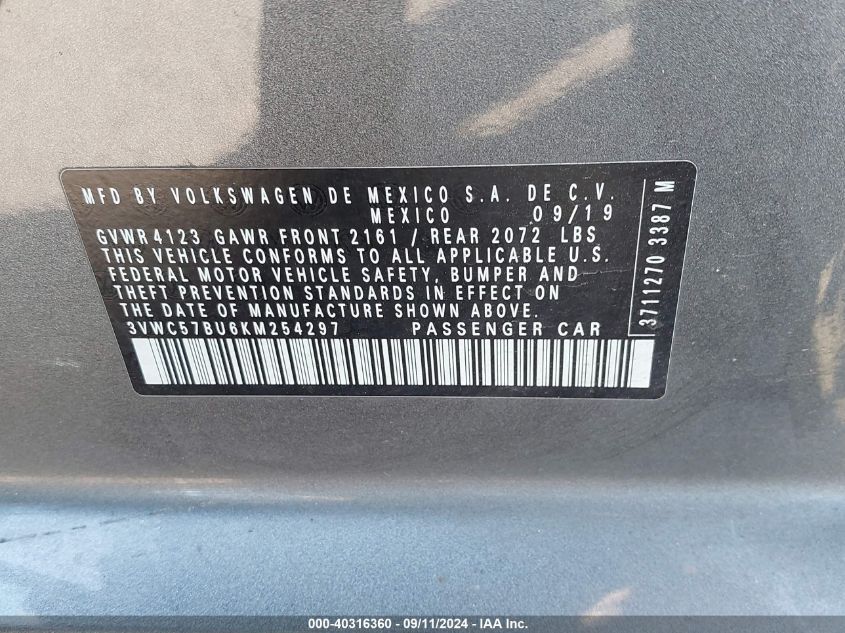 MFD BY VOLKSWAGEN DE MEXICO S.A. DE C.V.
MEXICO 09/19
GVWR 4123 GAWR FRONT 2161 / REAR 2072 LBS
THIS VEHICLE CONFORMS TO ALL APPLICABLE U.S.
FEDERAL MOTOR VEHICLE SAFETY, BUMPER AND
THEFT PREVENTION STANDARDS IN EFFECT ON
THE DATE OF MANUFACTURE SHOWN ABOVE.
3VWC57BU6KM254297 PASSENGER CAR
3711270 3387 M
000-40316360 - 09/11/2024 - IAA Inc.